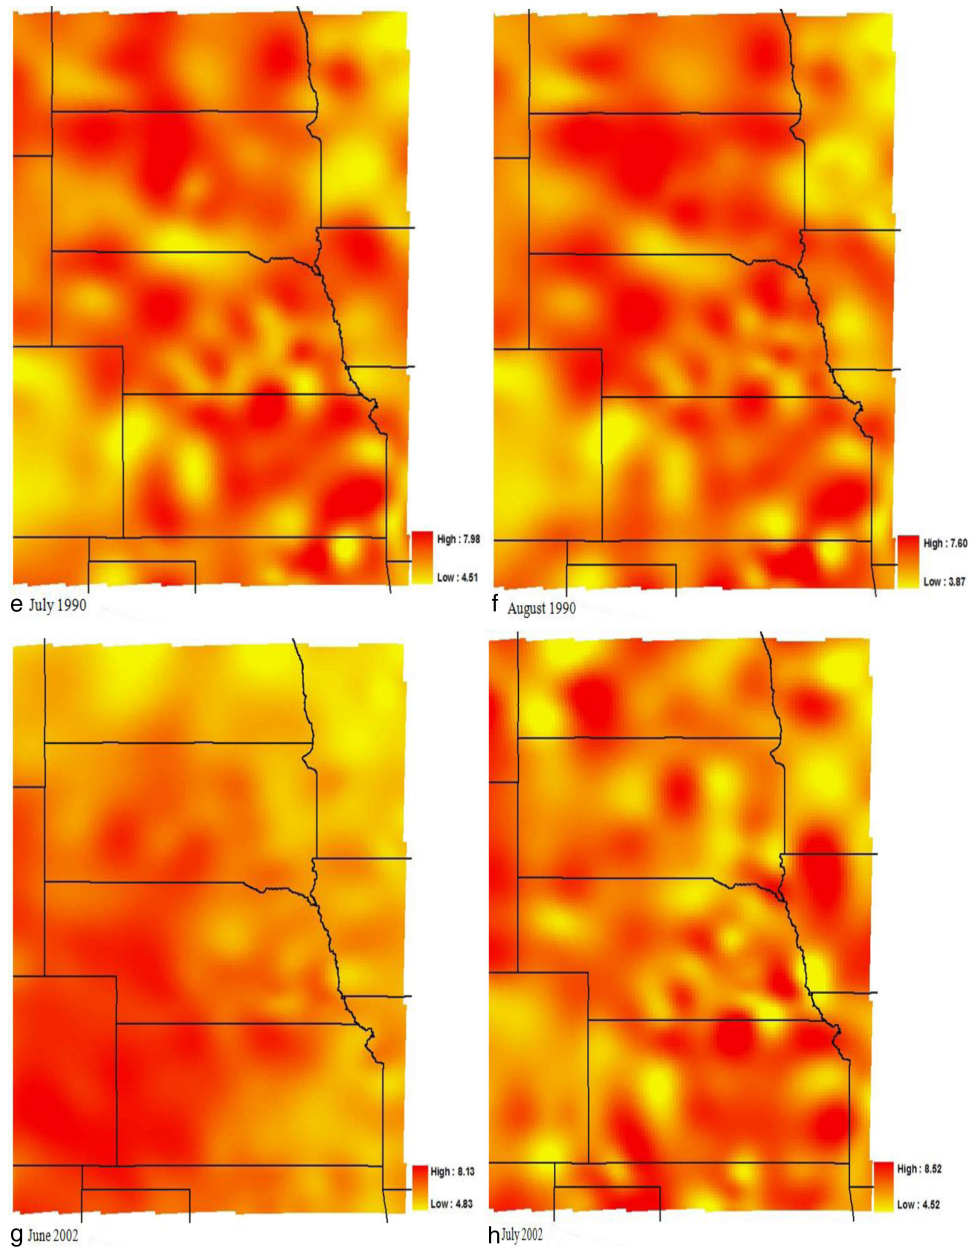 High : 7.98
Low : 4.51
e July 1990
High : 7.60
Low : 3.87
f August 1990
High : 8.13
Low : 4.83
g June 2002
High : 8.52
Low : 4.52
h July 2002